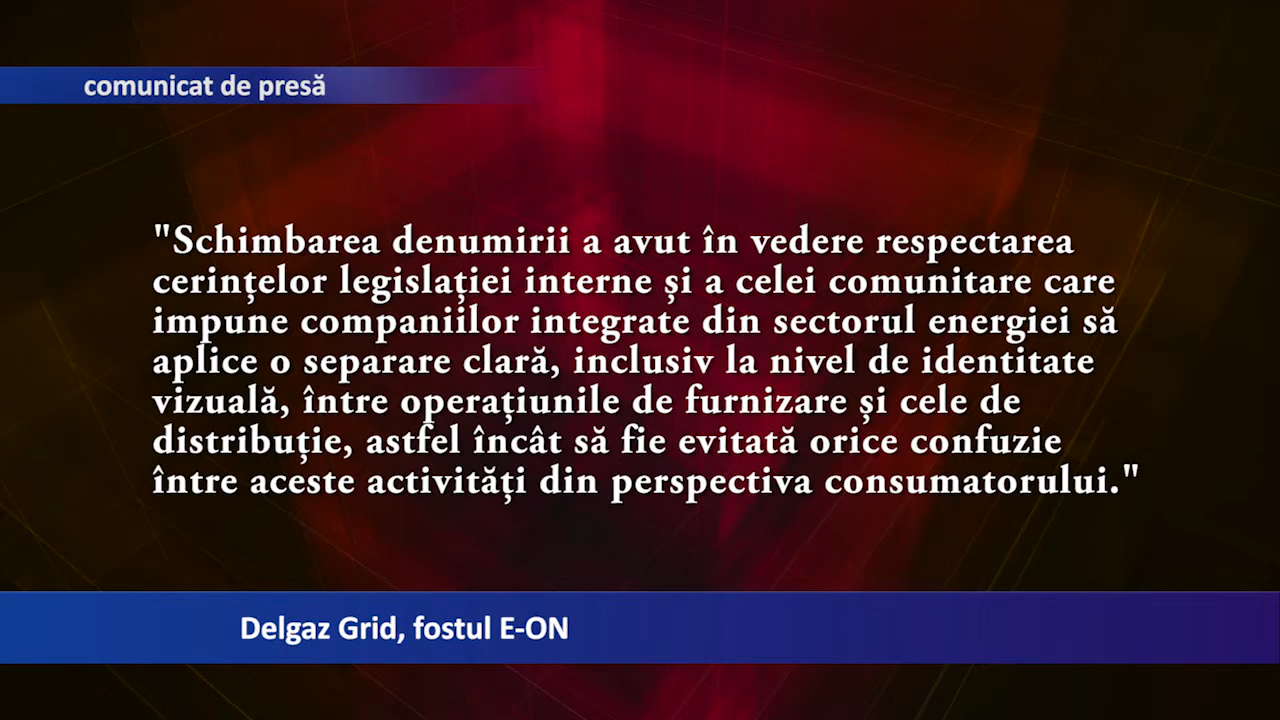 comunicat de presă
"Schimbarea denumirii a avut în vedere respectarea
cerințelor legislației interne și a celei comunitare care
impune companiilor integrate din sectorul energiei să
aplice o separare clară, inclusiv la nivel de identitate
vizuală, între operațiunile de furnizare și cele de
distribuție, astfel încât să fie evitată orice confuzie
între aceste activități din perspectiva consumatorului."
Delgaz Grid, fostul E-ON